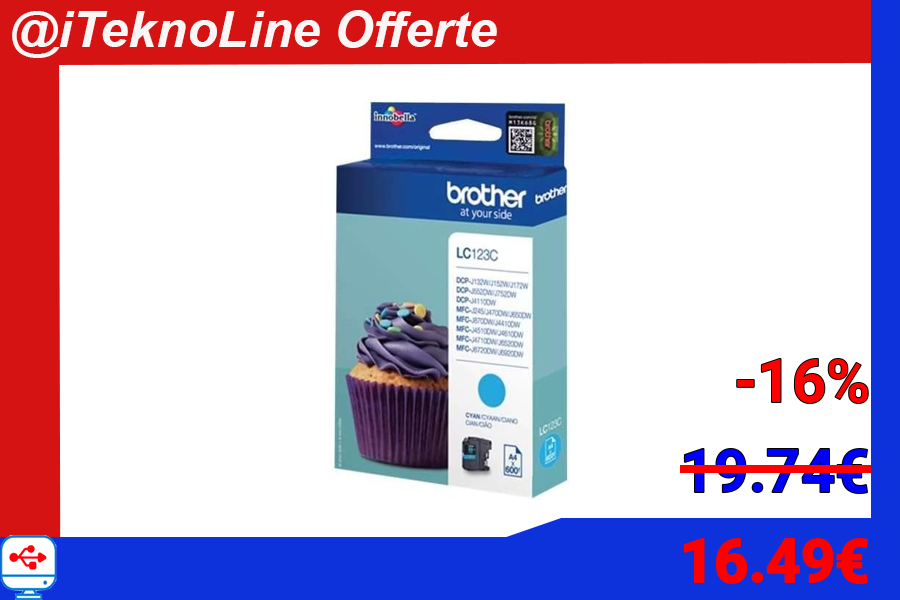 @iTeknoLine Offerte
innobella
www.brother.com/original
brother
brother
at your side
brother
LC123C
DCP-J132W/J152W/J172W
DCP-J552DW/J752DW
DCP-J4110DW
MFC-J245/J470DW/J650DW
MFC-J870DW/J4410DW
MFC-J4510DW/J4610DW
MFC-J4710DW/J6520DW
MFC-J6720DW/J6920DW
CYAN/CYAAN/CIANO
CIAN/CIÃO
LC123C
A4
600
-16%
19.74€
16.49€